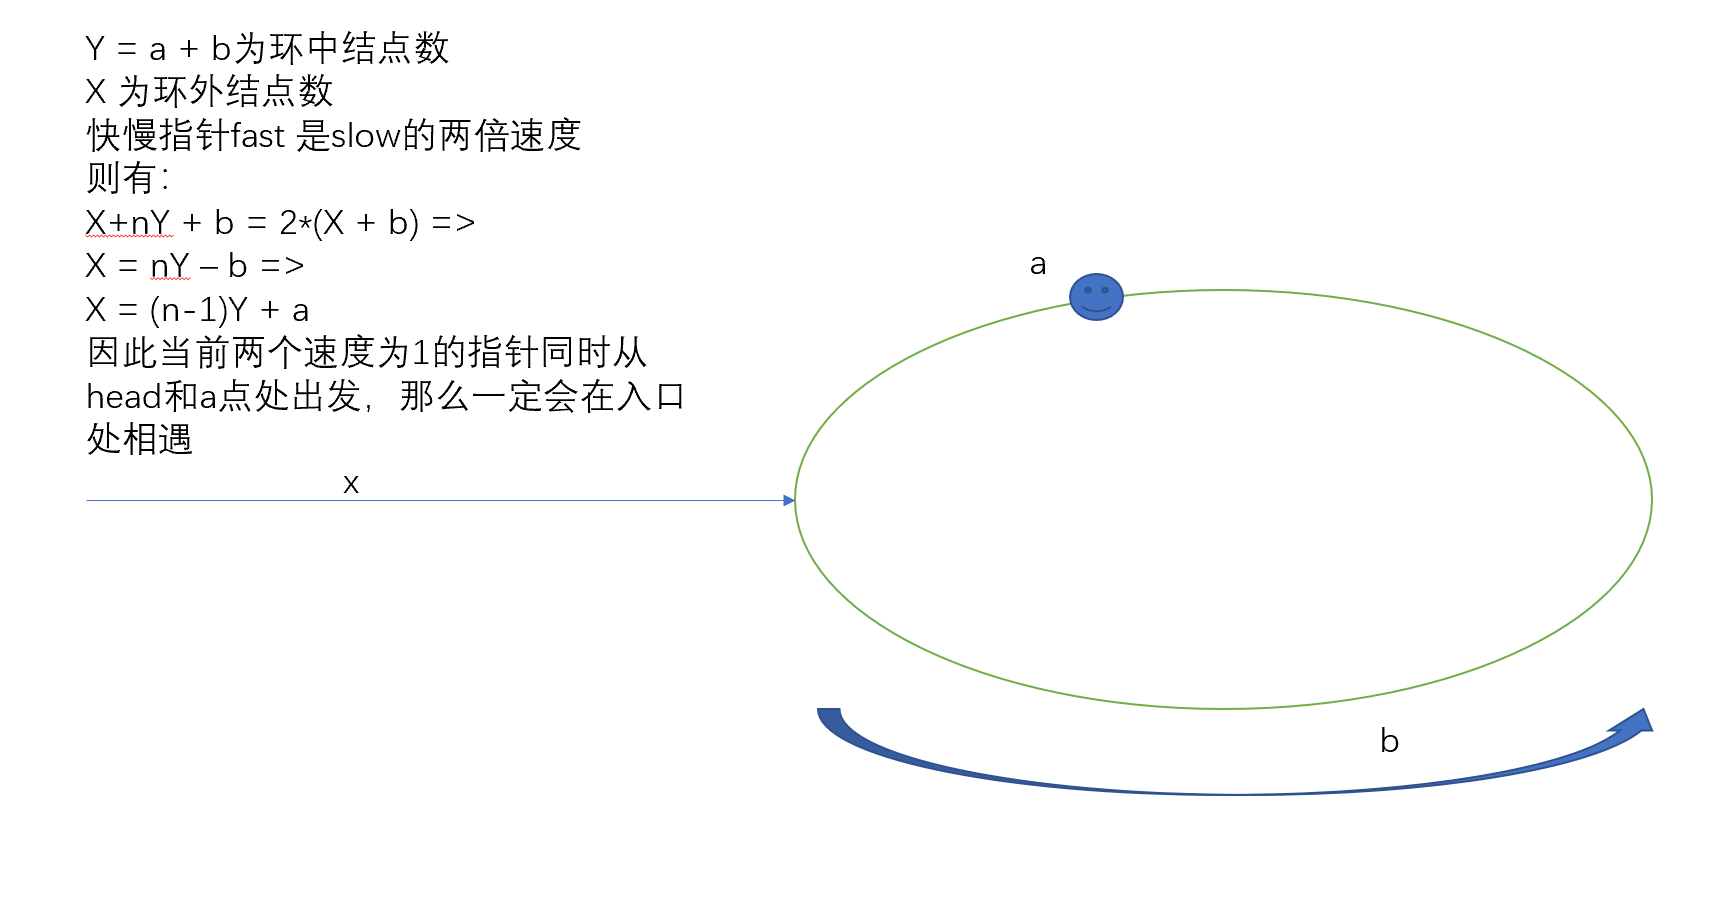 Y = a + b为环中结点数
X 为环外结点数
快慢指针fast 是slow的两倍速度
则有：
X+nY + b = 2*(X + b) =>
X = nY – b =>
X = (n-1)Y + a
因此当前两个速度为1的指针同时从
head和a点处出发，那么一定会在入口
处相遇
x
a
b